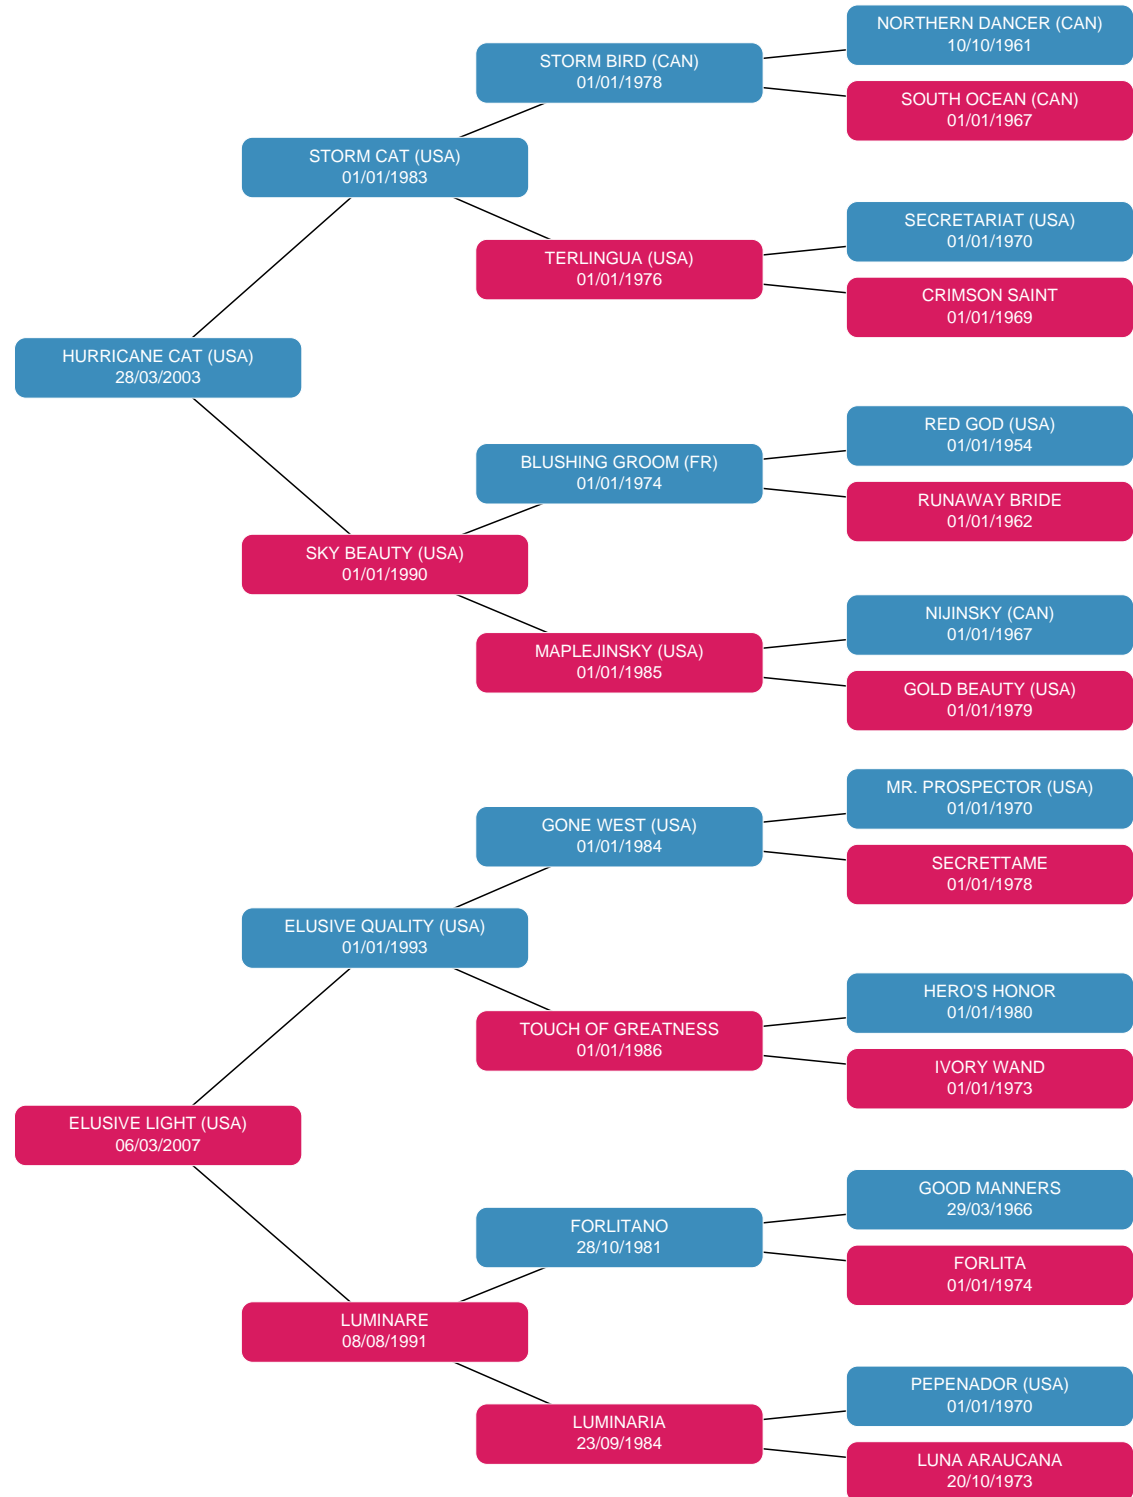 NORTHERN DANCER (CAN)
10/10/1961
STORM BIRD (CAN)
01/01/1978
SOUTH OCEAN (CAN)
01/01/1967
STORM CAT (USA)
01/01/1983
SECRETARIAT (USA)
01/01/1970
TERLINGUA (USA)
01/01/1976
CRIMSON SAINT
01/01/1969
HURRICANE CAT (USA)
28/03/2003
RED GOD (USA)
01/01/1954
BLUSHING GROOM (FR)
01/01/1974
RUNAWAY BRIDE
01/01/1962
SKY BEAUTY (USA)
01/01/1990
NIJINSKY (CAN)
01/01/1967
MAPLEJINSKY (USA)
01/01/1985
GOLD BEAUTY (USA)
01/01/1979
MR. PROSPECTOR (USA)
01/01/1970
GONE WEST (USA)
01/01/1984
SECRETTAME
01/01/1978
ELUSIVE QUALITY (USA)
01/01/1993
HERO'S HONOR
01/01/1980
TOUCH OF GREATNESS
01/01/1986
IVORY WAND
01/01/1973
ELUSIVE LIGHT (USA)
06/03/2007
GOOD MANNERS
29/03/1966
FORLITANO
28/10/1981
FORLITA
01/01/1974
LUMINARE
08/08/1991
PEPENADOR (USA)
01/01/1970
LUMINARIA
23/09/1984
LUNA ARAUCANA
20/10/1973